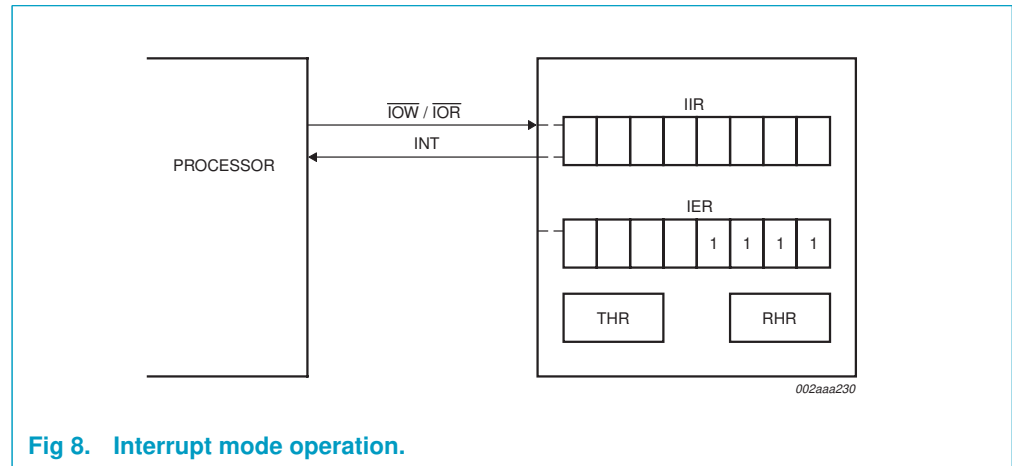 IOW / IOR
IIR
INT
PROCESSOR
IER
1 1 1 1
THR
RHR
002aaa230
Fig 8. Interrupt mode operation.